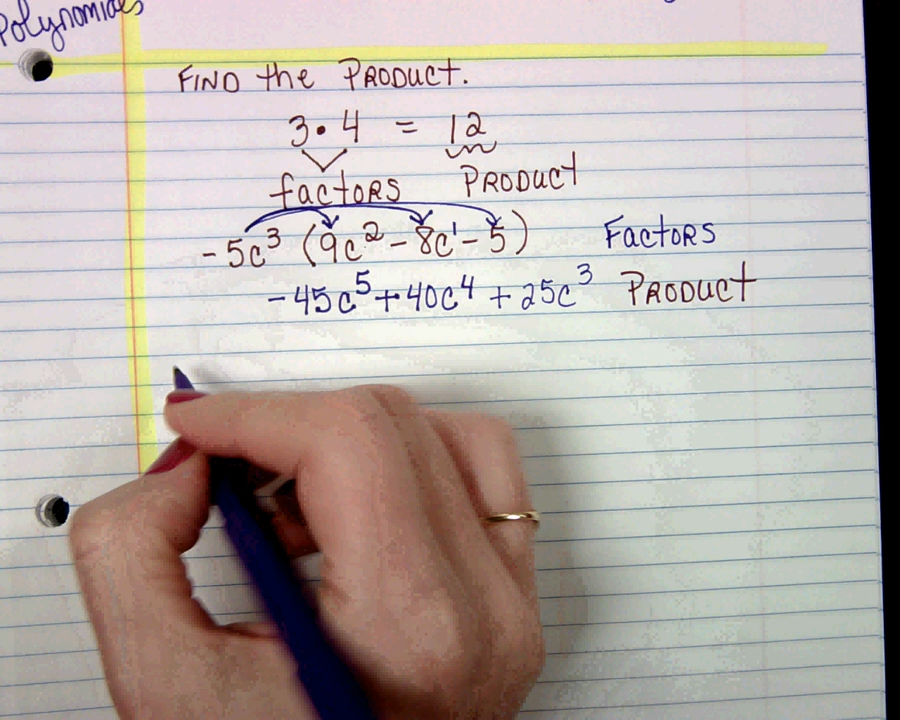 Polynomials
FIND the PRODUCT.
3 • 4 = 12
factors PRODUCT
-5c³ (9c² - 8c¹ - 5) Factors
-45c⁵ + 40c⁴ + 25c³ PRODUCT